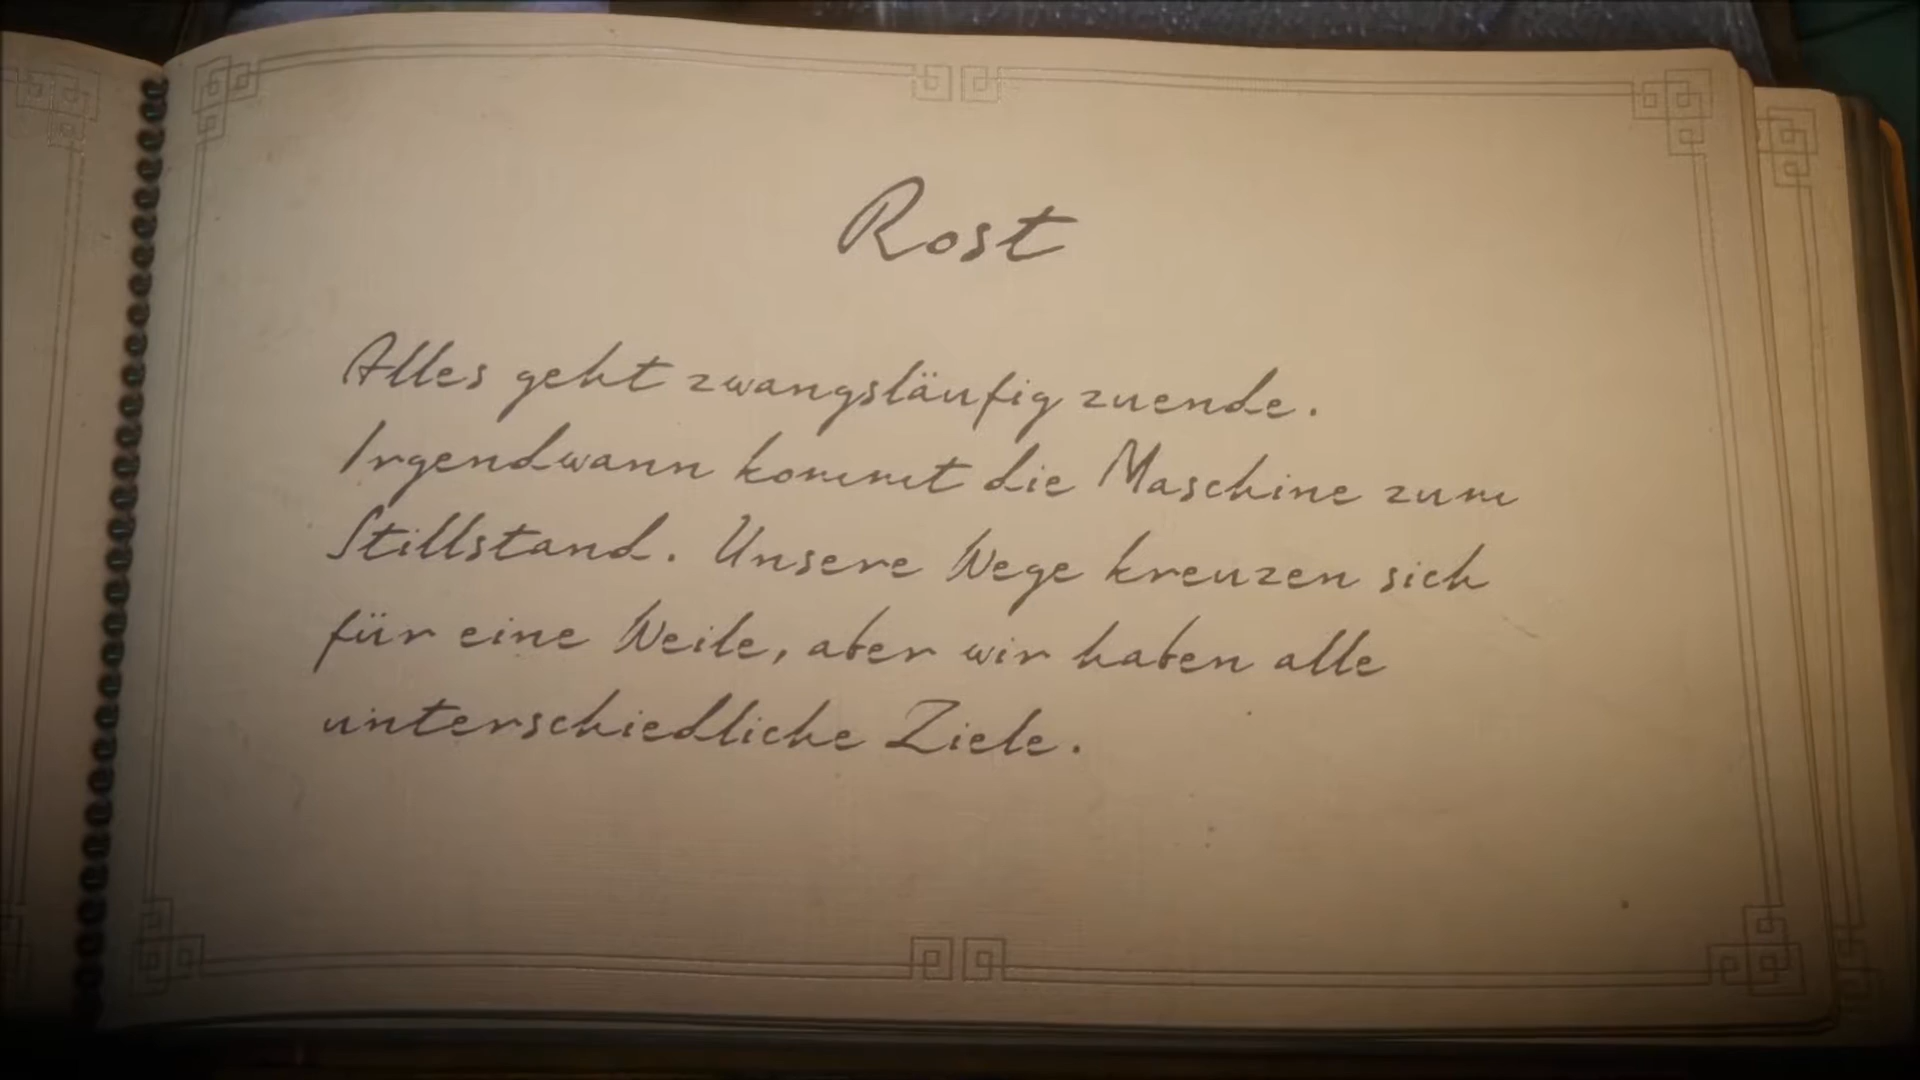 Rost
Alles geht zwangsläufig zuende.
Irgendwann kommt die Maschine zum
Stillstand. Unsere Wege kreuzen sich
für eine Weile, aber wir haben alle
unterschiedliche Ziele.